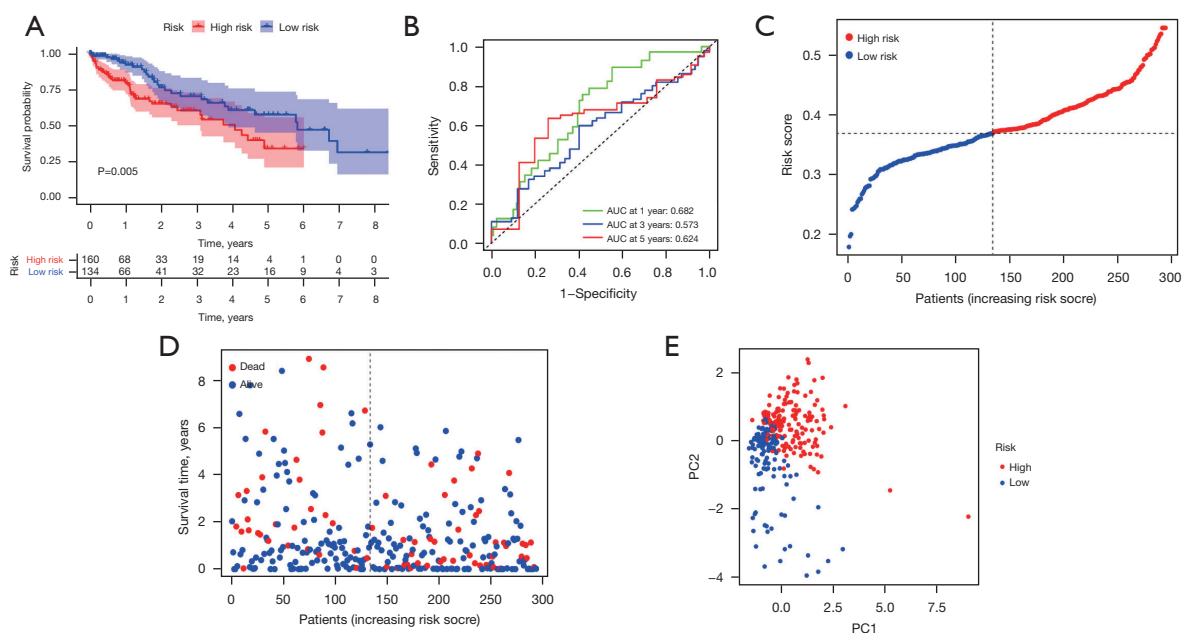 A
Risk High risk Low risk
1.00
0.75
0.50
0.25
0.00
Survival probability
P=0.005
0 1 2 3 4 5 6 7 8
Time, years
Risk
High risk 160 68 33 19 14 4 1 0 0
Low risk 134 66 41 32 23 16 9 4 3
0 1 2 3 4 5 6 7 8
Time, years
B
1.0
0.8
0.6
0.4
0.2
0.0
Sensitivity
AUC at 1 year: 0.682
AUC at 3 years: 0.573
AUC at 5 years: 0.624
0.0 0.2 0.4 0.6 0.8 1.0
1–Specificity
C
High risk
Low risk
0.5
0.4
0.3
0.2
Risk score
0 50 100 150 200 250 300
Patients (increasing risk socre)
D
Dead
Alive
8
6
4
2
0
Survival time, years
0 50 100 150 200 250 300
Patients (increasing risk socre)
E
2
0
–2
–4
PC2
0.0 2.5 5.0 7.5
PC1
Risk
High
Low